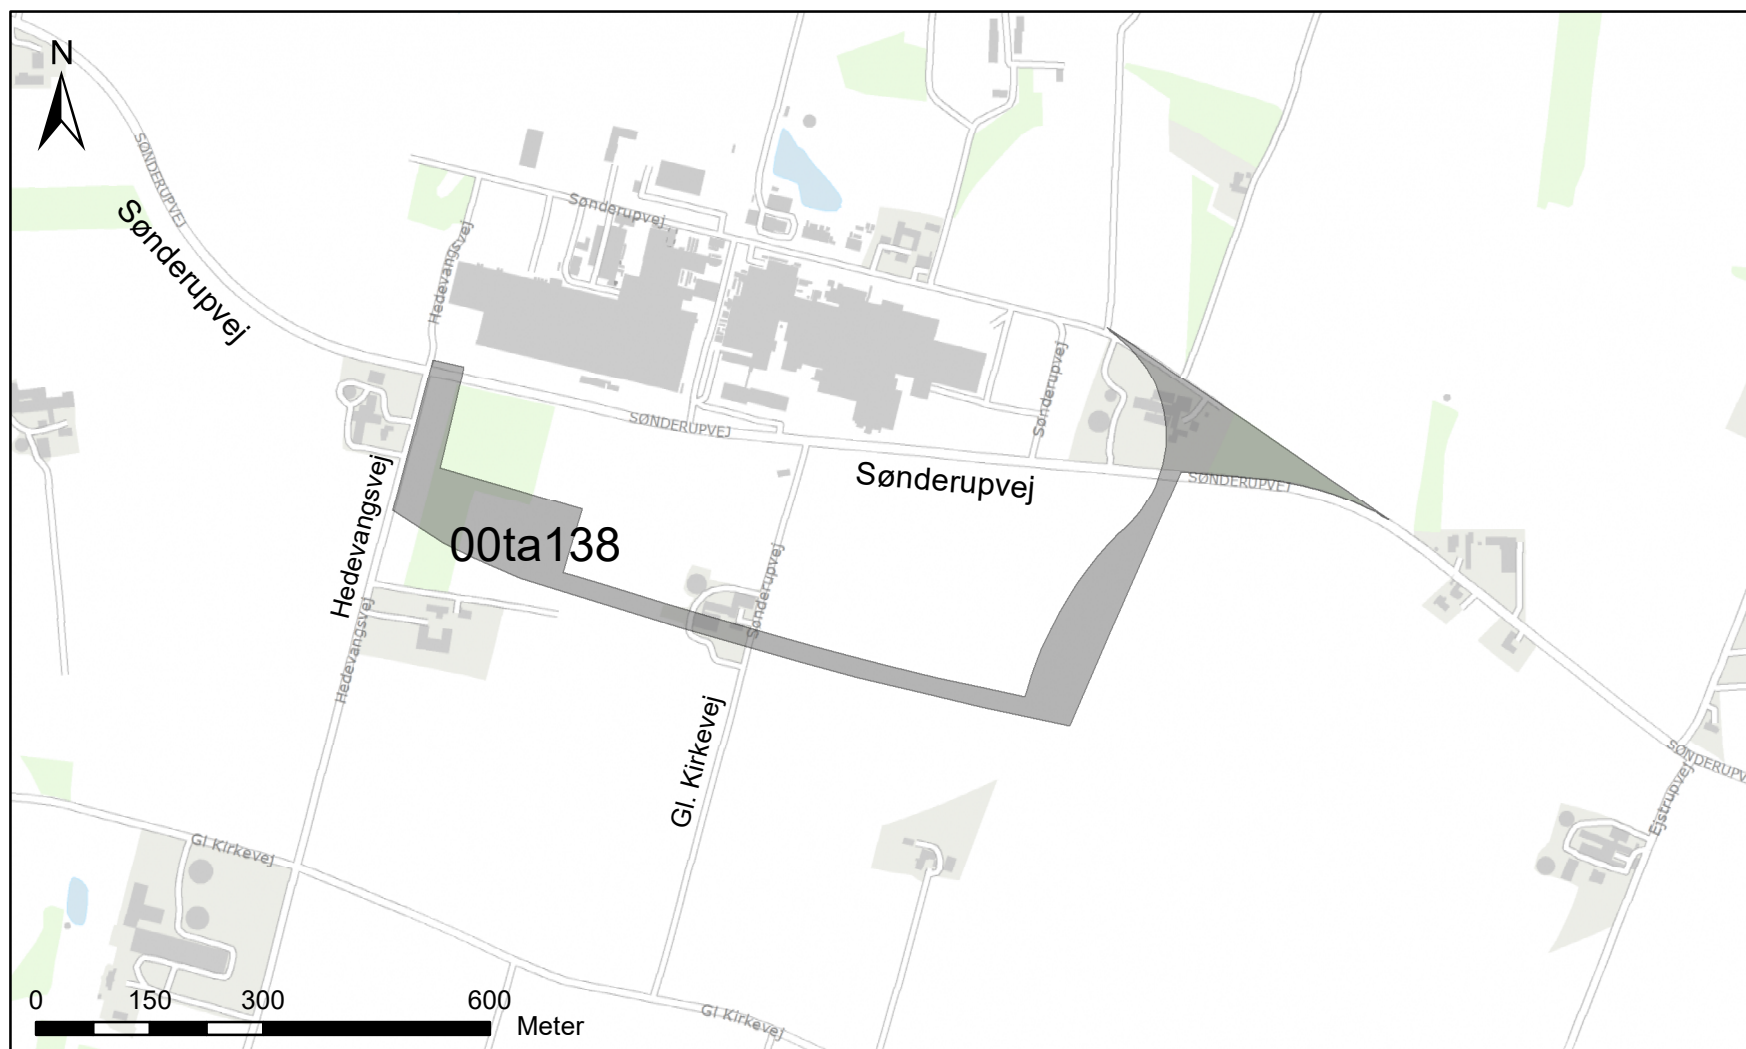 N
SØNDERUPVEJ
Sønderupvej
Sønderupvej
Hedevangsvej
SØNDERUPVEJ
Sønderupvej
Sønderupvej
SØNDERUPVEJ
Hedevangsvej
00ta138
Sønderupvej
Hedevangsvej
Gl. Kirkevej
SØNDERUPV
Ejstrupvej
Gl Kirkevej
Gl Kirkevej
0 150 300 600
Meter